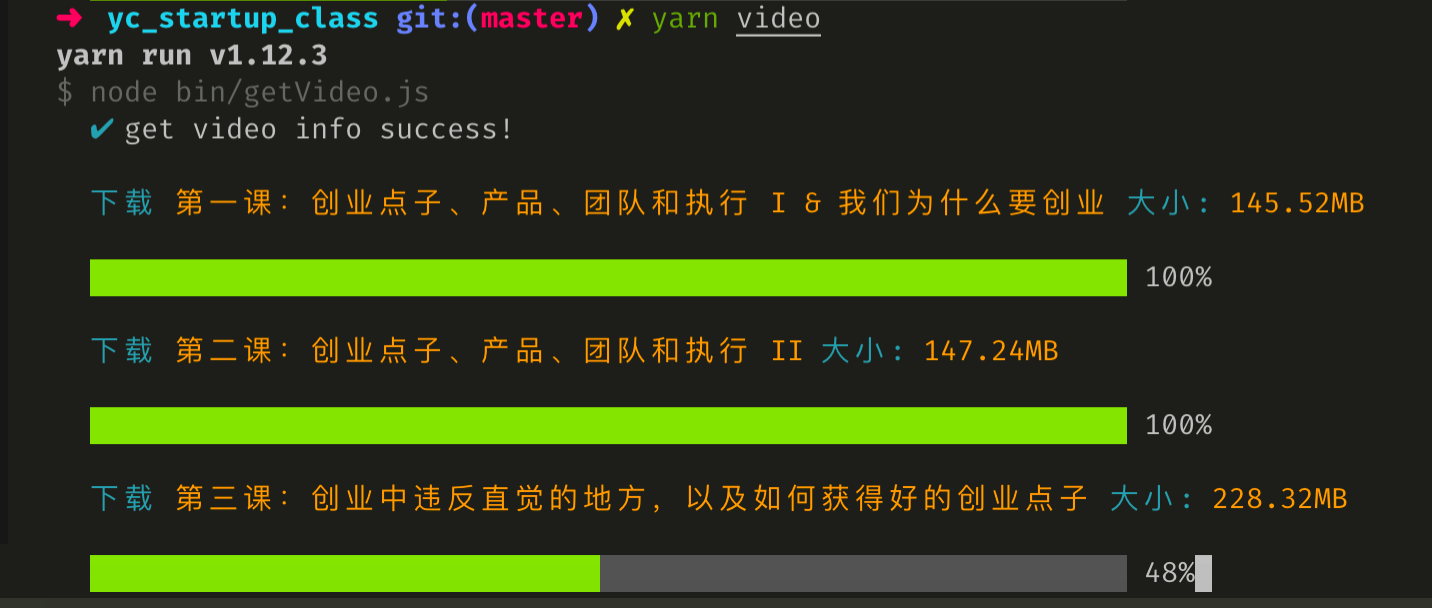 ➜ yc_startup_class git:(master) ✗ yarn video
yarn run v1.12.3
$ node bin/getVideo.js
✔ get video info success!
下载 第一课：创业点子、产品、团队和执行 I & 我们为什么要创业 大小：145.52MB
100%
下载 第二课：创业点子、产品、团队和执行 II 大小：147.24MB
100%
下载 第三课：创业中违反直觉的地方，以及如何获得好的创业点子 大小：228.32MB
48%